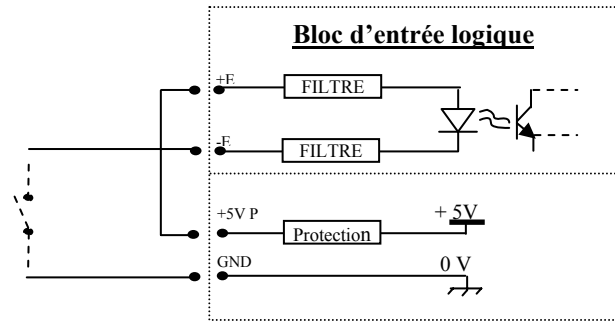 Bloc d'entrée logique
+E
FILTRE
-E
FILTRE
+5V P
Protection
+ 5V
GND
0 V